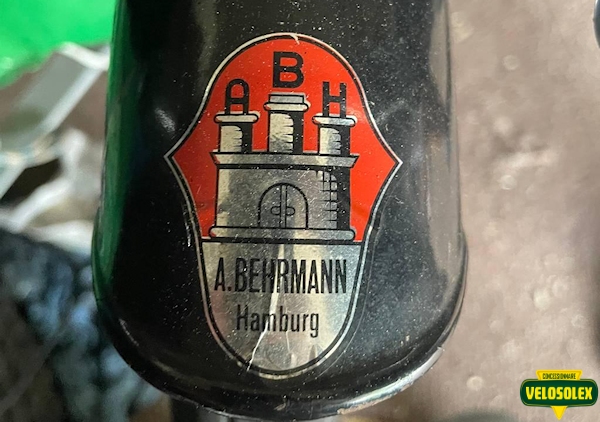 A B H
A.BEHRMANN
Hamburg
CONCESSIONNAIRE
VELOSOLEX